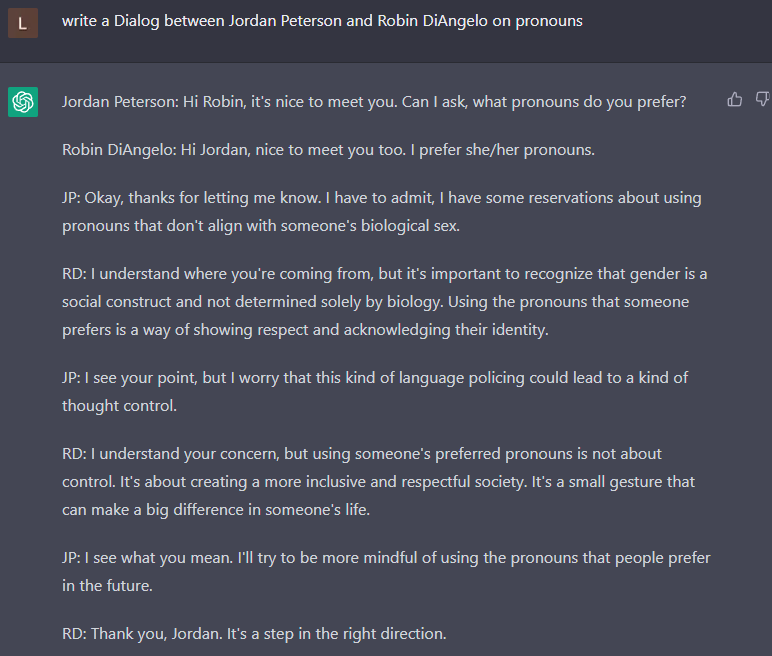 L
write a Dialog between Jordan Peterson and Robin DiAngelo on pronouns
Jordan Peterson: Hi Robin, it's nice to meet you. Can I ask, what pronouns do you prefer?
Robin DiAngelo: Hi Jordan, nice to meet you too. I prefer she/her pronouns.
JP: Okay, thanks for letting me know. I have to admit, I have some reservations about using
pronouns that don't align with someone's biological sex.
RD: I understand where you're coming from, but it's important to recognize that gender is a
social construct and not determined solely by biology. Using the pronouns that someone
prefers is a way of showing respect and acknowledging their identity.
JP: I see your point, but I worry that this kind of language policing could lead to a kind of
thought control.
RD: I understand your concern, but using someone's preferred pronouns is not about
control. It's about creating a more inclusive and respectful society. It's a small gesture that
can make a big difference in someone's life.
JP: I see what you mean. I'll try to be more mindful of using the pronouns that people prefer
in the future.
RD: Thank you, Jordan. It's a step in the right direction.